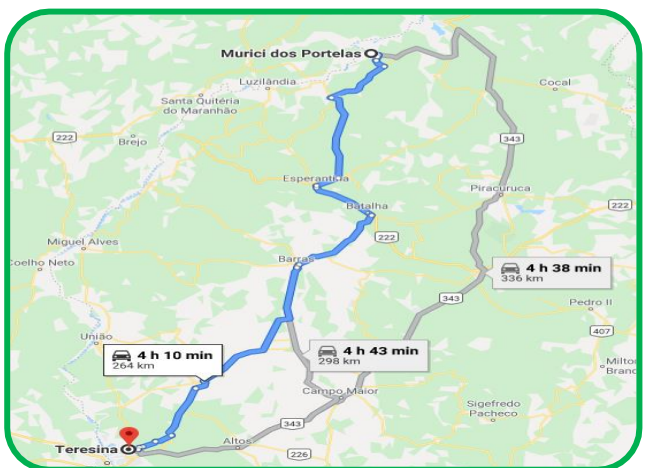 Murici dos Portelas
Luzilândia
Cocal
Santa Quitéria
do Maranhão
222
Brejo
343
Esperantina
Piracuruca
Batalha
222
222
Miguel Alves
Coelho Neto
Barras
4 h 38 min
336 km
343
Pedro II
União
407
4 h 10 min
264 km
4 h 43 min
298 km
Milton
Bran
Campo Maior
Sigefredo
Pacheco
343
Teresina
Altos
226